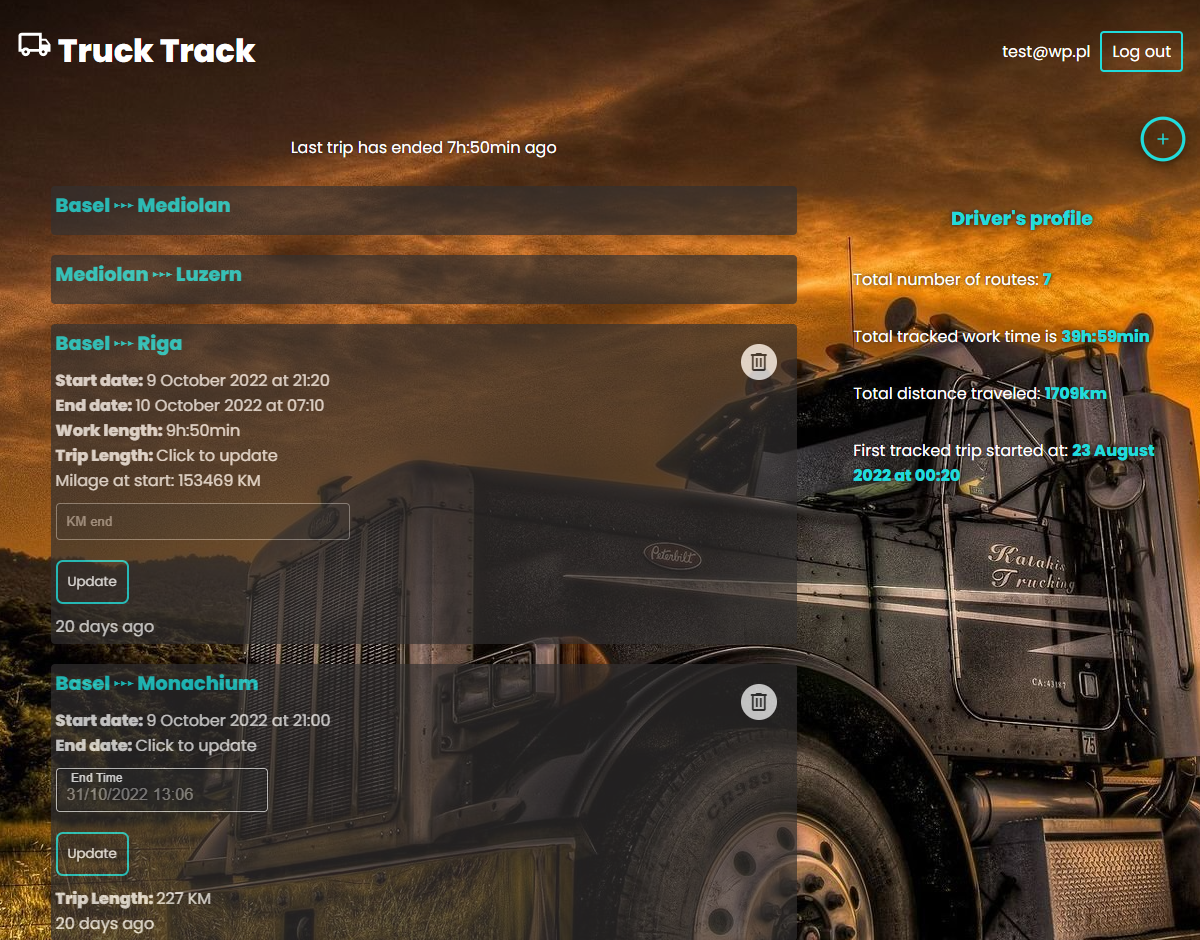 Truck Track
test@wp.pl
Log out
+
Last trip has ended 7h:50min ago
Basel ▸▸▸ Mediolan
Mediolan ▸▸▸ Luzern
Basel ▸▸▸ Riga
Start date: 9 October 2022 at 21:20
End date: 10 October 2022 at 07:10
Work length: 9h:50min
Trip Length: Click to update
Milage at start: 153469 KM
KM end
Update
20 days ago
Basel ▸▸▸ Monachium
Start date: 9 October 2022 at 21:00
End date: Click to update
End Time
31/10/2022 13:06
Update
Trip Length: 227 KM
20 days ago
Driver's profile
Total number of routes: 7
Total tracked work time is 39h:59min
Total distance traveled: 1709km
First tracked trip started at: 23 August
2022 at 00:20
Peterbilt
Katakis
Trucking
CA:43187
75